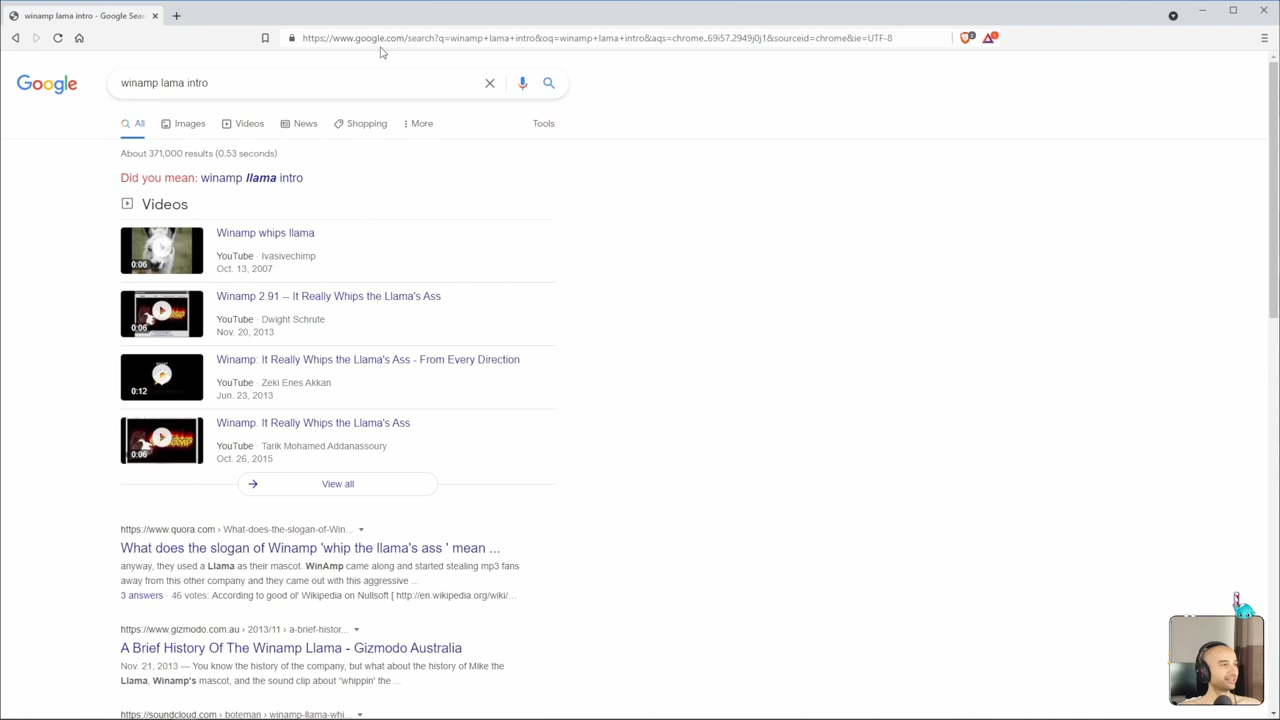 winamp lama intro - Google Sear
https://www.google.com/search?q=winamp+lama+intro&oq=winamp+lama+intro&aqs=chrome..69i57.2949j0j1&sourceid=chrome&ie=UTF-8
Google
winamp lama intro
All
Images
Videos
News
Shopping
More
Tools
About 371,000 results (0.53 seconds)
Did you mean: winamp llama intro
Videos
0:06
Winamp whips llama
YouTube · Ivasivechimp
Oct. 13, 2007
0:06
Winamp 2.91 -- It Really Whips the Llama's Ass
YouTube · Dwight Schrute
Nov. 20, 2013
0:12
Winamp: It Really Whips the Llama's Ass - From Every Direction
YouTube · Zeki Enes Akkan
Jun. 23, 2013
0:06
Winamp. It Really Whips the Llama's Ass
YouTube · Tarik Mohamed Addanassoury
Oct. 26, 2015
View all
https://www.quora.com › What-does-the-slogan-of-Win...
What does the slogan of Winamp 'whip the llama's ass ' mean ...
anyway, they used a Llama as their mascot. WinAmp came along and started stealing mp3 fans
away from this other company and they came out with this aggressive ...
3 answers · 46 votes: According to good ol' Wikipedia on Nullsoft [ http://en.wikipedia.org/wiki/...
https://www.gizmodo.com.au › 2013/11 › a-brief-histor...
A Brief History Of The Winamp Llama - Gizmodo Australia
Nov. 21, 2013 — You know the history of the company, but what about the history of Mike the
Llama, Winamp's mascot, and the sound clip about "whippin' the ...
https://soundcloud.com › boteman › winamp-llama-whi...